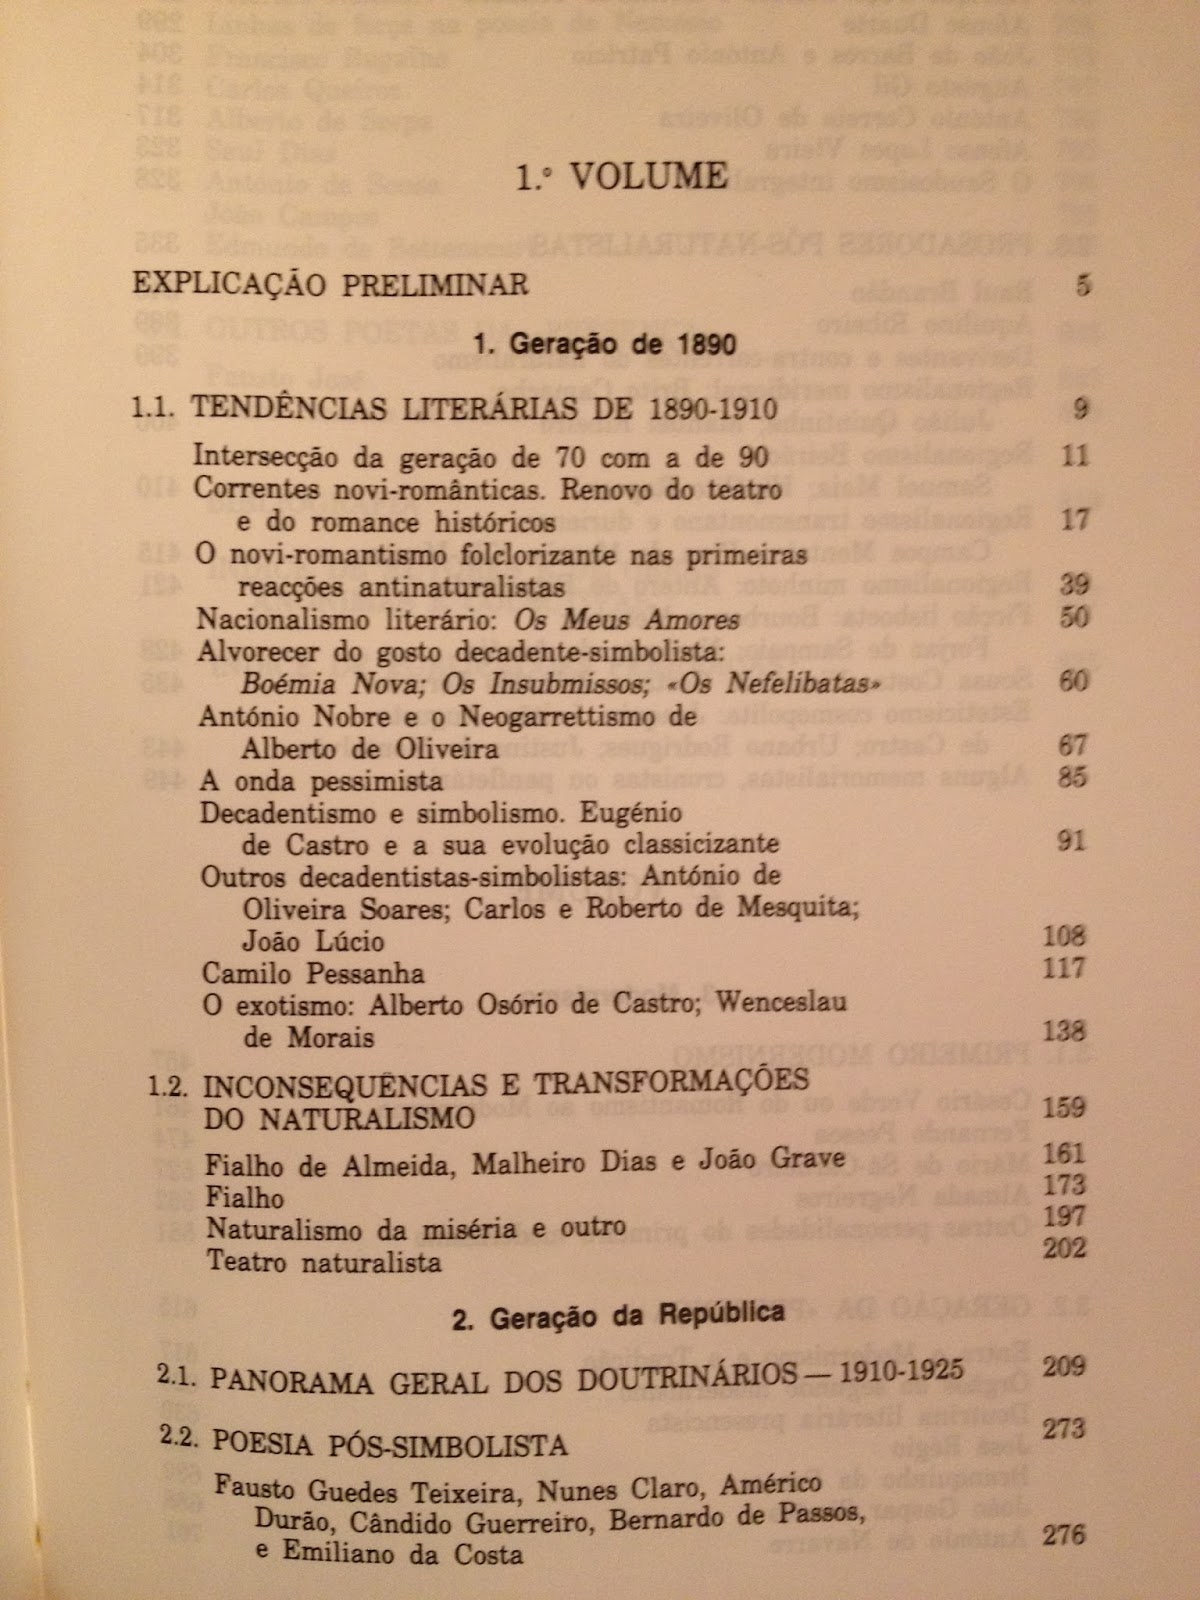 1.º VOLUME
EXPLICAÇÃO PRELIMINAR 5
1. Geração de 1890
1.1. TENDÊNCIAS LITERÁRIAS DE 1890-1910 9
Intersecção da geração de 70 com a de 90 11
Correntes novi-românticas. Renovo do teatro
e do romance históricos 17
O novi-romantismo folclorizante nas primeiras
reacções antinaturalistas 39
Nacionalismo literário: Os Meus Amores 50
Alvorecer do gosto decadente-simbolista:
Boémia Nova; Os Insubmissos; «Os Nefelibatas» 60
António Nobre e o Neogarrettismo de
Alberto de Oliveira 67
A onda pessimista 85
Decadentismo e simbolismo. Eugénio
de Castro e a sua evolução classicizante 91
Outros decadentistas-simbolistas: António de
Oliveira Soares; Carlos e Roberto de Mesquita;
João Lúcio 108
Camilo Pessanha 117
O exotismo: Alberto Osório de Castro; Wenceslau
de Morais 138
1.2. INCONSEQUÊNCIAS E TRANSFORMAÇÕES
DO NATURALISMO 159
Fialho de Almeida, Malheiro Dias e João Grave 161
Fialho 173
Naturalismo da miséria e outro 197
Teatro naturalista 202
2. Geração da República
2.1. PANORAMA GERAL DOS DOUTRINÁRIOS — 1910-1925 209
2.2. POESIA PÓS-SIMBOLISTA 273
Fausto Guedes Teixeira, Nunes Claro, Américo
Durão, Cândido Guerreiro, Bernardo de Passos,
e Emiliano da Costa 276